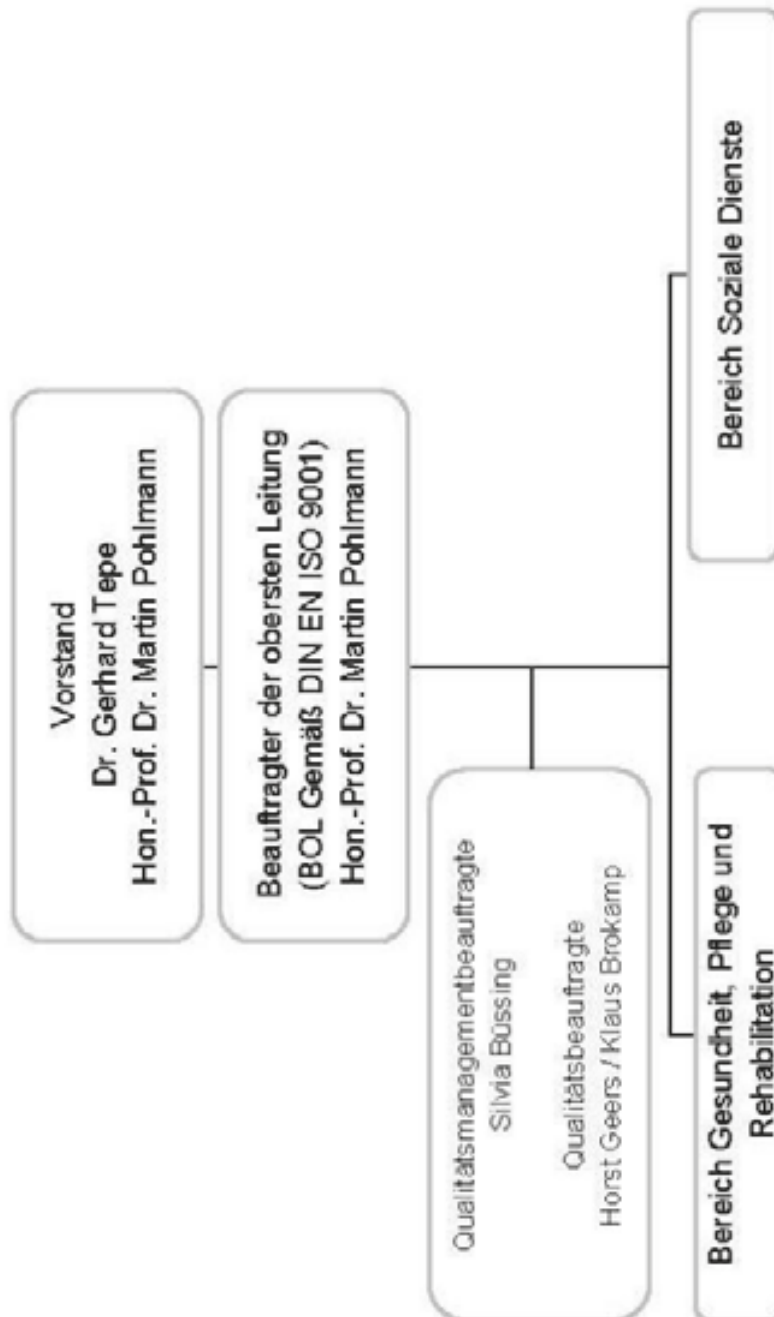 Vorstand
Dr. Gerhard Tepe
Hon.-Prof. Dr. Martin Pohlmann
Beauftragter der obersten Leitung
(BOL Gemäß DIN EN ISO 9001)
Hon.-Prof. Dr. Martin Pohlmann
Qualitätsmanagementbeauftragte
Silvia Büssing
Qualitätsbeauftragte
Horst Geers / Klaus Brokamp
Bereich Gesundheit, Pflege und
Rehabilitation
Bereich Soziale Dienste